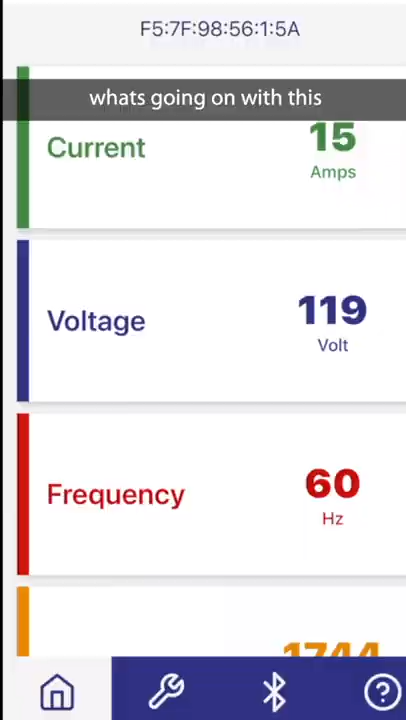 F5:7F:98:56:1:5A
whats going on with this
Current
15
Amps
Voltage
119
Volt
Frequency
60
Hz
1744